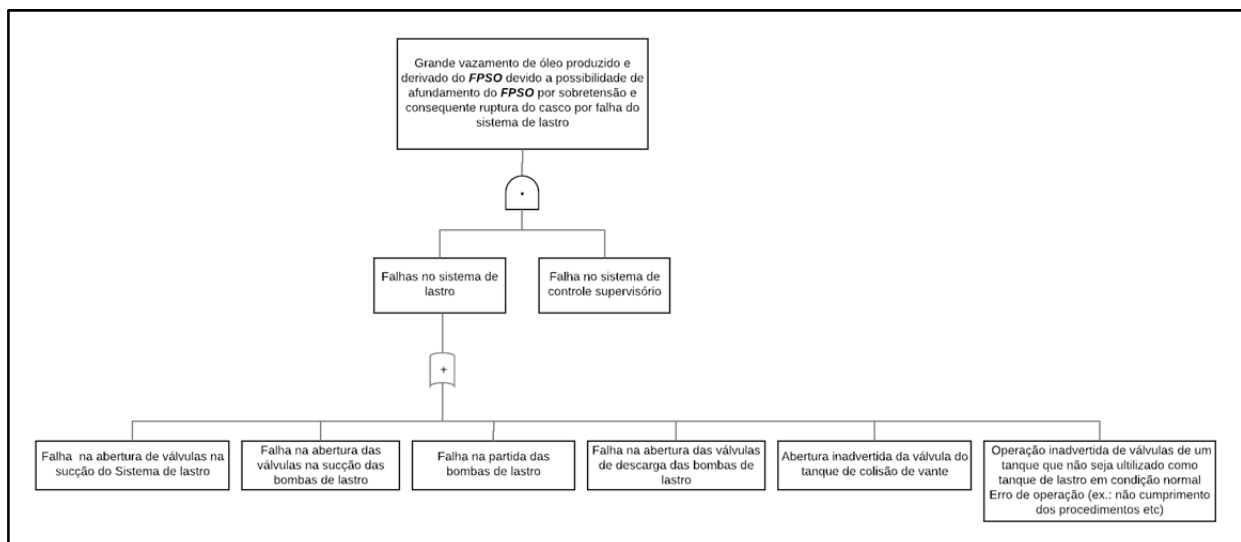 Grande vazamento de óleo produzido e
derivado do FPSO devido a possibilidade de
afundamento do FPSO por sobretensão e
consequente ruptura do casco por falha do
sistema de lastro
Falhas no sistema de
lastro
Falha no sistema de
controle supervisório
+
Falha na abertura de válvulas na
sucção do Sistema de lastro
Falha na abertura das
válvulas na sucção das
bombas de lastro
Falha na partida das
bombas de lastro
Falha na abertura das válvulas
de descarga das bombas de
lastro
Abertura inadvertida da válvula do
tanque de colisão de vante
Operação inadvertida de válvulas de um
tanque que não seja ultilizado como
tanque de lastro em condição normal
Erro de operação (ex.: não cumprimento
dos procedimentos etc)